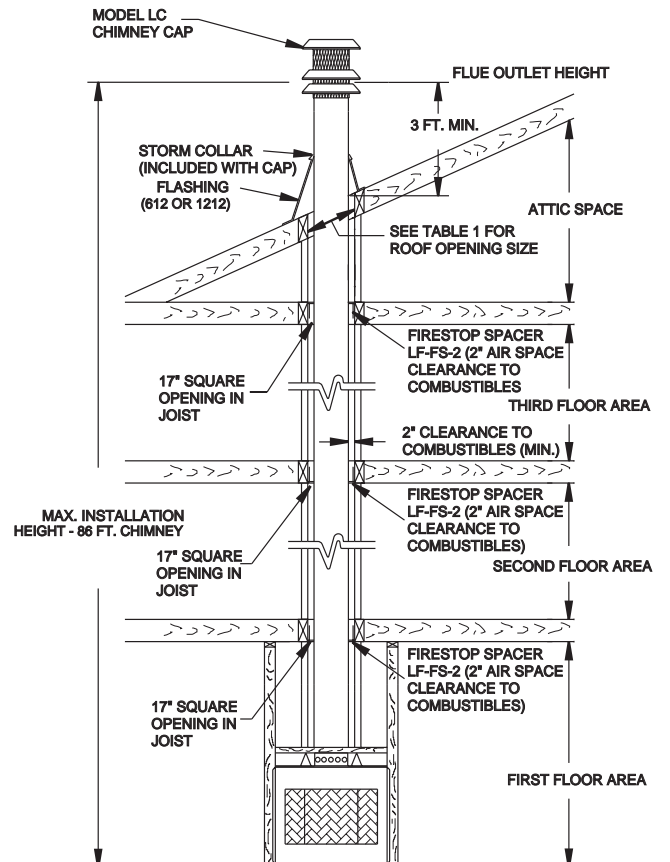 MODEL LC
CHIMNEY CAP
FLUE OUTLET HEIGHT
3 FT. MIN.
STORM COLLAR
(INCLUDED WITH CAP)
FLASHING
(612 OR 1212)
ATTIC SPACE
SEE TABLE 1 FOR
ROOF OPENING SIZE
FIRESTOP SPACER
LF-FS-2 (2" AIR SPACE
CLEARANCE TO
COMBUSTIBLES
17" SQUARE
OPENING IN
JOIST
THIRD FLOOR AREA
2" CLEARANCE TO
COMBUSTIBLES (MIN.)
MAX. INSTALLATION
HEIGHT - 86 FT. CHIMNEY
FIRESTOP SPACER
LF-FS-2 (2" AIR SPACE
CLEARANCE TO
COMBUSTIBLES)
17" SQUARE
OPENING IN
JOIST
SECOND FLOOR AREA
FIRESTOP SPACER
LF-FS-2 (2" AIR SPACE
CLEARANCE TO
COMBUSTIBLES)
17" SQUARE
OPENING IN
JOIST
FIRST FLOOR AREA